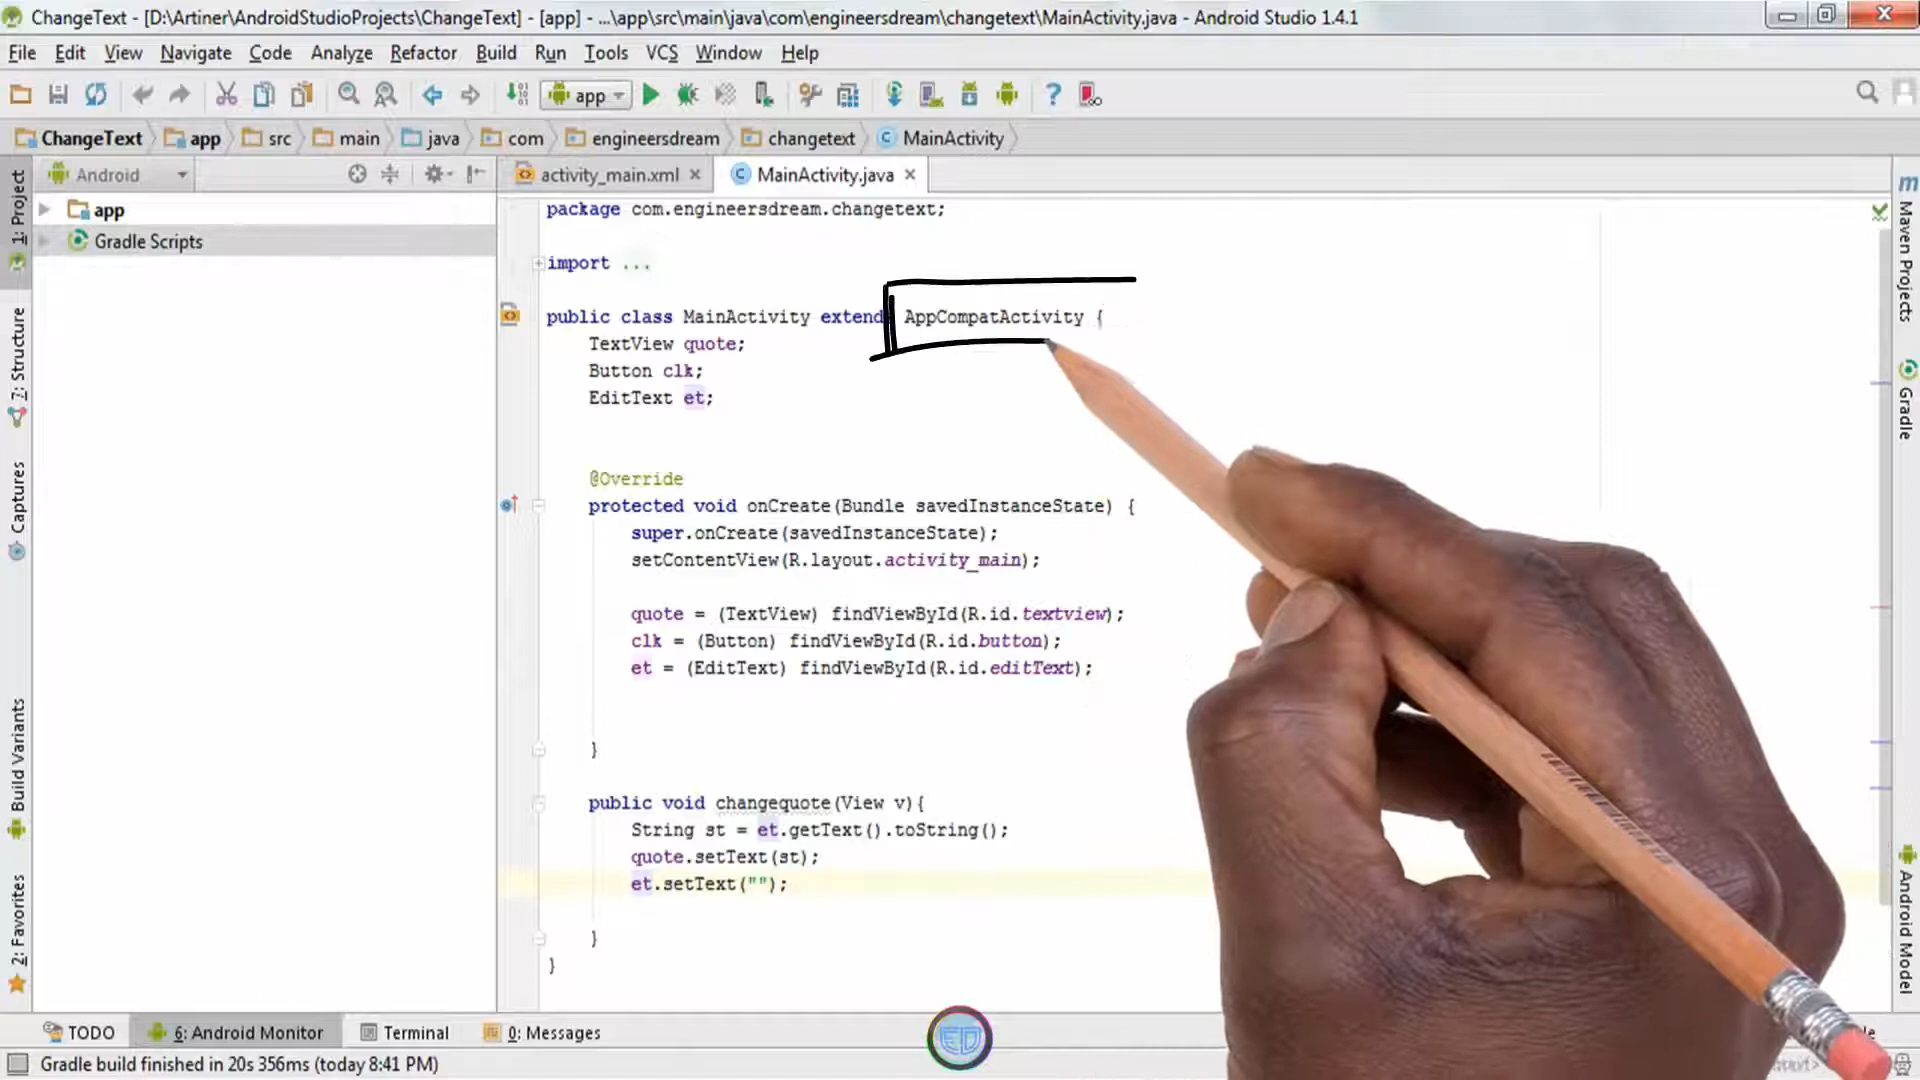 ChangeText - [D:\Artiner\AndroidStudioProjects\ChangeText] - [app] - ...\app\src\main\java\com\engineersdream\changetext\MainActivity.java - Android Studio 1.4.1
File Edit View Navigate Code Analyze Refactor Build Run Tools VCS Window Help
app
ChangeText app src main java com engineersdream changetext MainActivity
Android
activity_main.xml MainActivity.java
app
Gradle Scripts
1: Project
7: Structure
Captures
Build Variants
2: Favorites
package com.engineersdream.changetext;
import ...
public class MainActivity extend AppCompatActivity {
TextView quote;
Button clk;
EditText et;
@Override
protected void onCreate(Bundle savedInstanceState) {
super.onCreate(savedInstanceState);
setContentView(R.layout.activity_main);
quote = (TextView) findViewById(R.id.textview);
clk = (Button) findViewById(R.id.button);
et = (EditText) findViewById(R.id.editText);
}
public void changequote(View v){
String st = et.getText().toString();
quote.setText(st);
et.setText("");
}
}
m Maven Projects
Gradle
Android Model
TODO 6: Android Monitor Terminal 0: Messages
ED
Gradle build finished in 20s 356ms (today 8:41 PM)